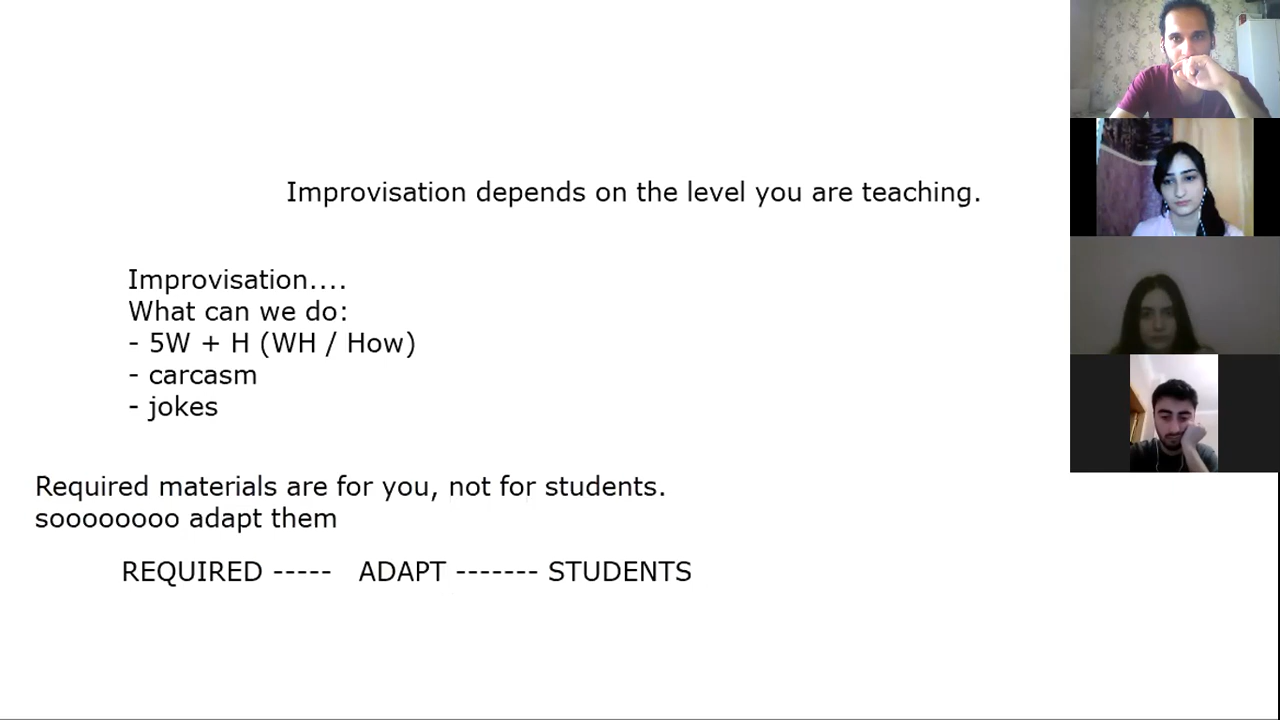 Improvisation depends on the level you are teaching.
Improvisation....
What can we do:
- 5W + H (WH / How)
- carcasm
- jokes
Required materials are for you, not for students.
soooooooo adapt them
REQUIRED ----- ADAPT ------- STUDENTS